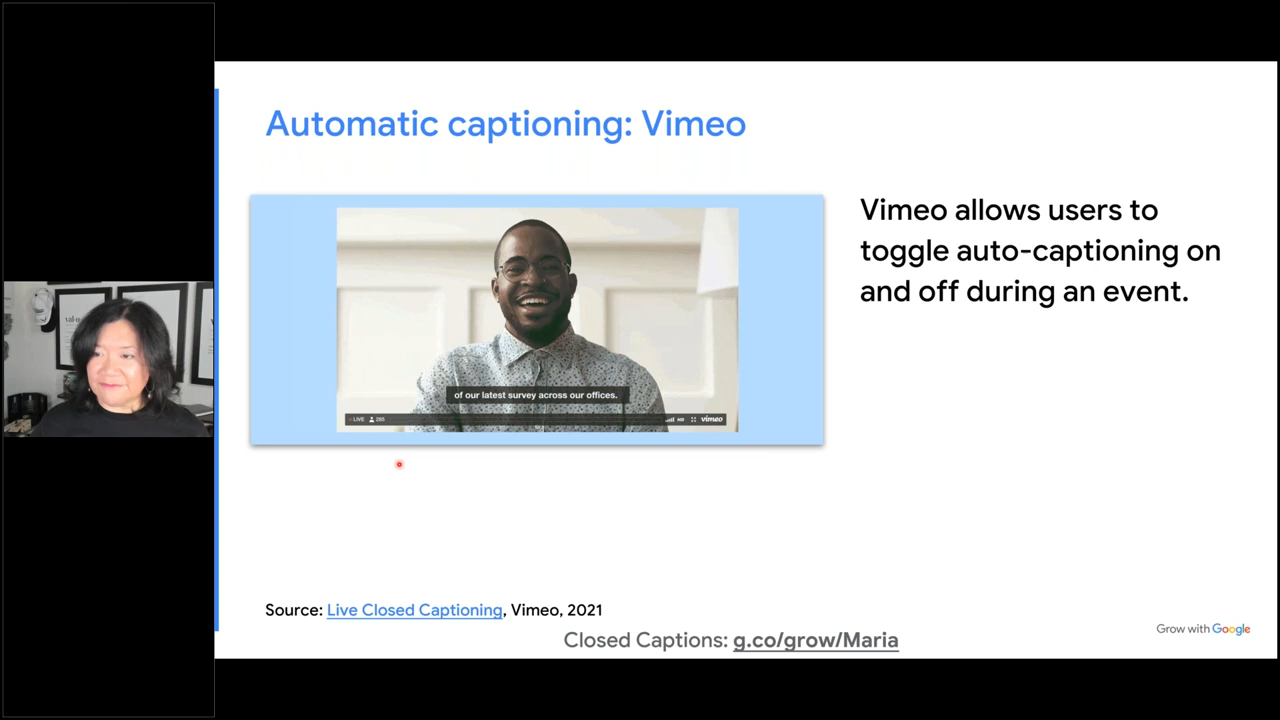 Automatic captioning: Vimeo
of our latest survey across our offices.
LIVE 285
HD vimeo
Vimeo allows users to
toggle auto-captioning on
and off during an event.
Source: Live Closed Captioning, Vimeo, 2021
Closed Captions: g.co/grow/Maria
Grow with Google